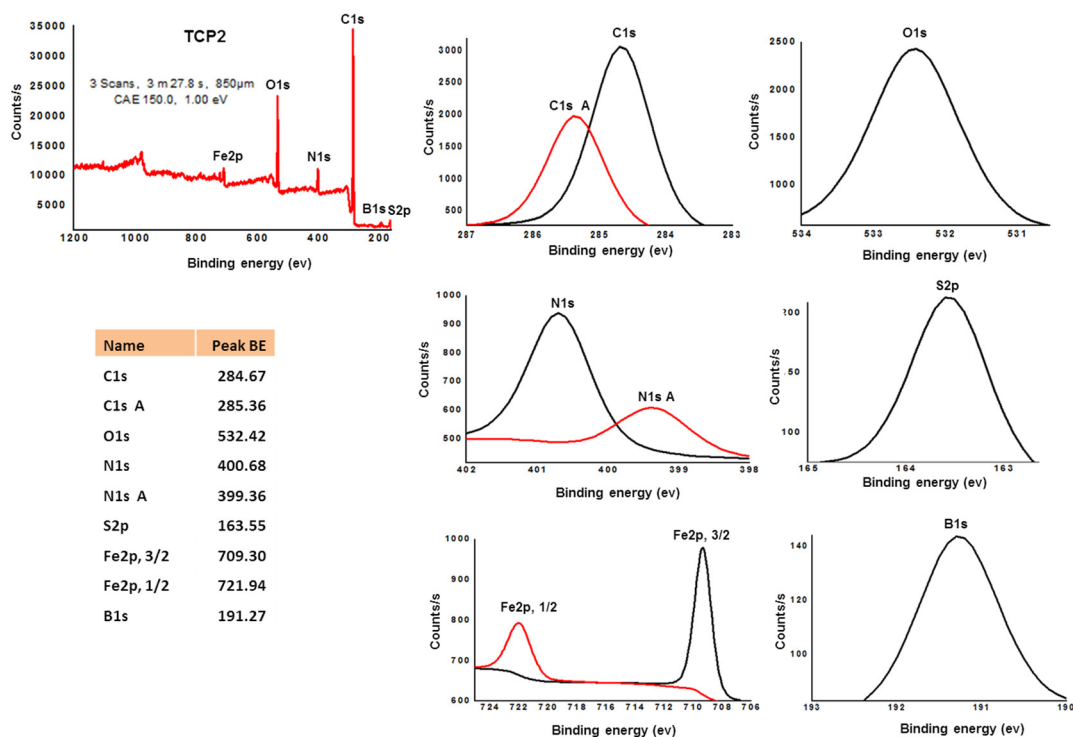 TCP2
3 Scans, 3 m 27.8 s, 850µm
CAE 150.0, 1.00 eV
C1s
O1s
Fe2p
N1s
B1s S2p
35000
30000
25000
20000
15000
10000
5000
1200 1000 800 600 400 200
Counts/s
Binding energy (ev)
C1s
C1s A
3000
2500
2000
1500
1000
500
287 286 285 284 283
Counts/s
Binding energy (ev)
O1s
2500
2000
1500
1000
534 533 532 531
Counts/s
Binding energy (ev)
Name Peak BE
C1s 284.67
C1s A 285.36
O1s 532.42
N1s 400.68
N1s A 399.36
S2p 163.55
Fe2p, 3/2 709.30
Fe2p, 1/2 721.94
B1s 191.27
N1s
N1s A
1000
900
800
700
600
500
402 401 400 399 398
Counts/s
Binding energy (ev)
S2p
200
150
100
165 164 163
Counts/s
Binding energy (ev)
Fe2p, 3/2
Fe2p, 1/2
1000
900
800
700
600
724 722 720 718 716 714 712 710 708 706
Counts/s
Binding energy (ev)
B1s
140
120
100
193 192 191 190
Counts/s
Binding energy (ev)